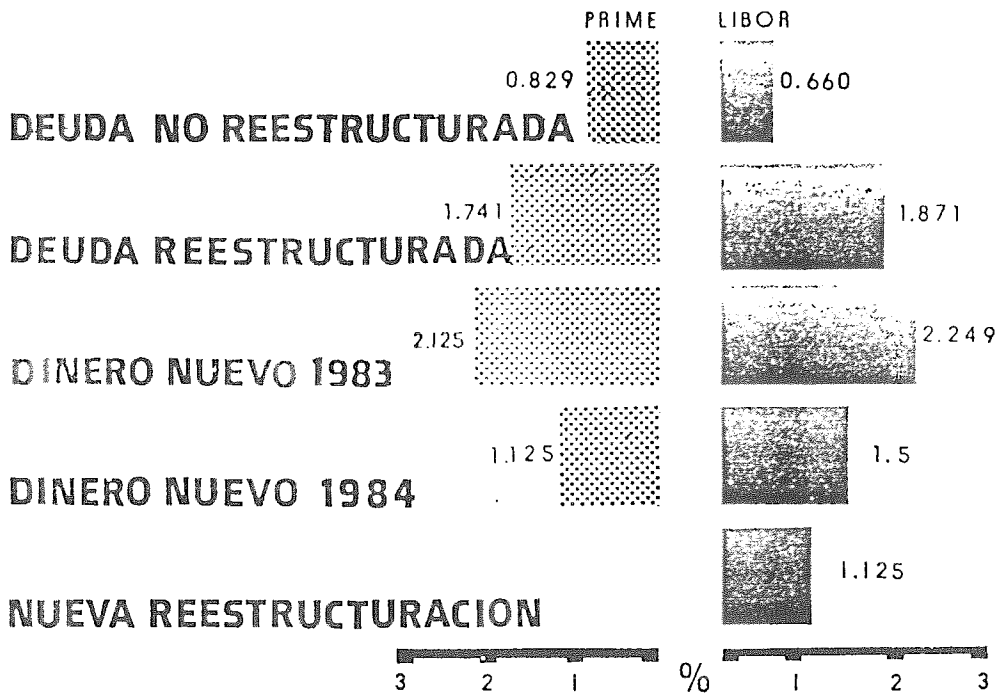 PRIME LIBOR
0.829 0.660
DEUDA NO REESTRUCTURADA
1.741 1.871
DEUDA REESTRUCTURADA
2.125 2.249
DINERO NUEVO 1983
1.125 1.5
DINERO NUEVO 1984
1.125
NUEVA REESTRUCTURACION
3 2 1 % 1 2 3